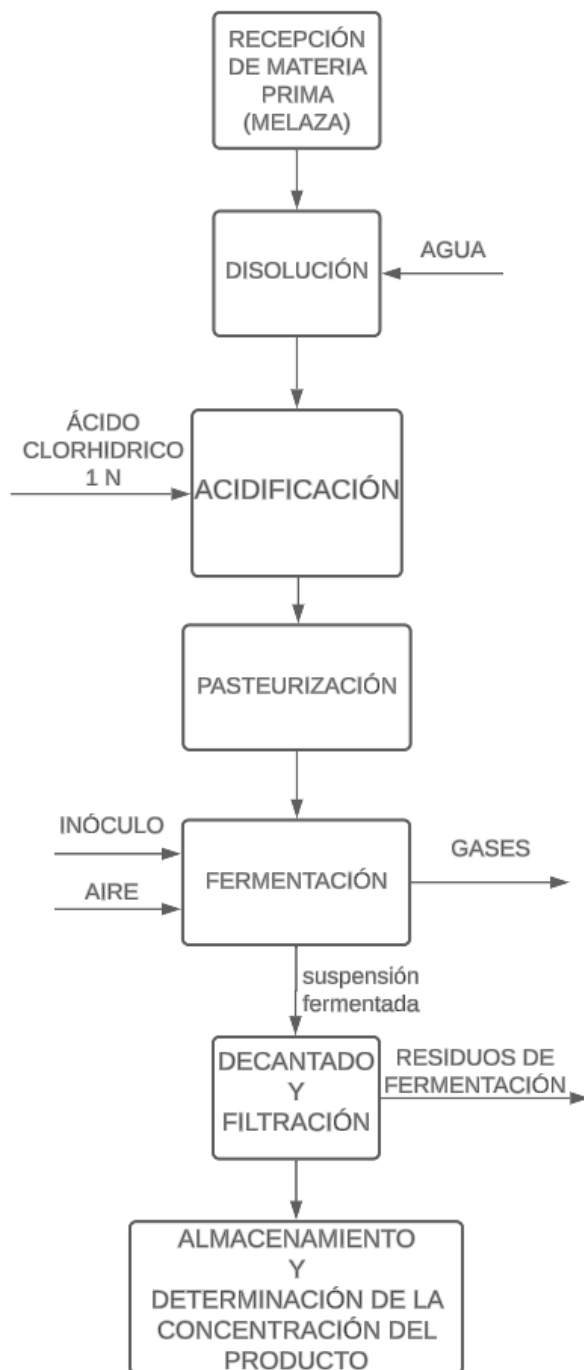 RECEPCIÓN
DE MATERIA
PRIMA
(MELAZA)
DISOLUCIÓN
AGUA
ÁCIDO
CLORHIDRICO
1 N
ACIDIFICACIÓN
PASTEURIZACIÓN
INÓCULO
AIRE
FERMENTACIÓN
GASES
suspensión
fermentada
DECANTADO
Y
FILTRACIÓN
RESIDUOS DE
FERMENTACIÓN
ALMACENAMIENTO
Y
DETERMINACIÓN DE LA
CONCENTRACIÓN DEL
PRODUCTO